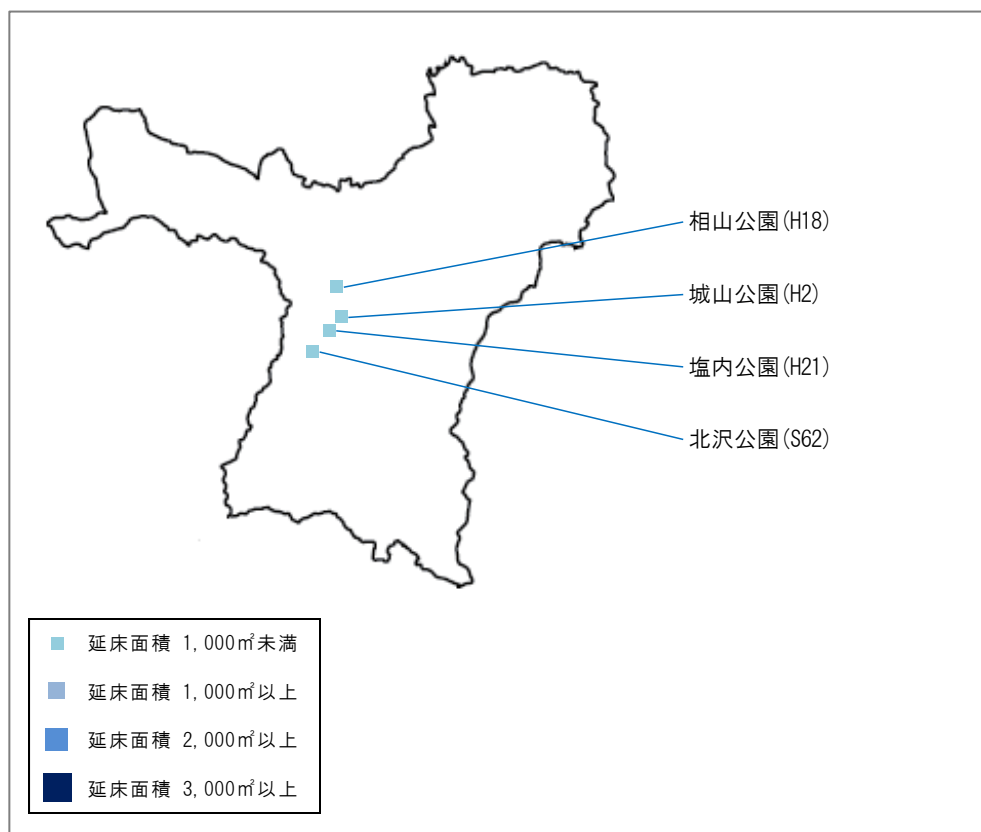 相山公園(H18)
城山公園(H2)
塩内公園(H21)
北沢公園(S62)
延床面積 1,000㎡未満
延床面積 1,000㎡以上
延床面積 2,000㎡以上
延床面積 3,000㎡以上